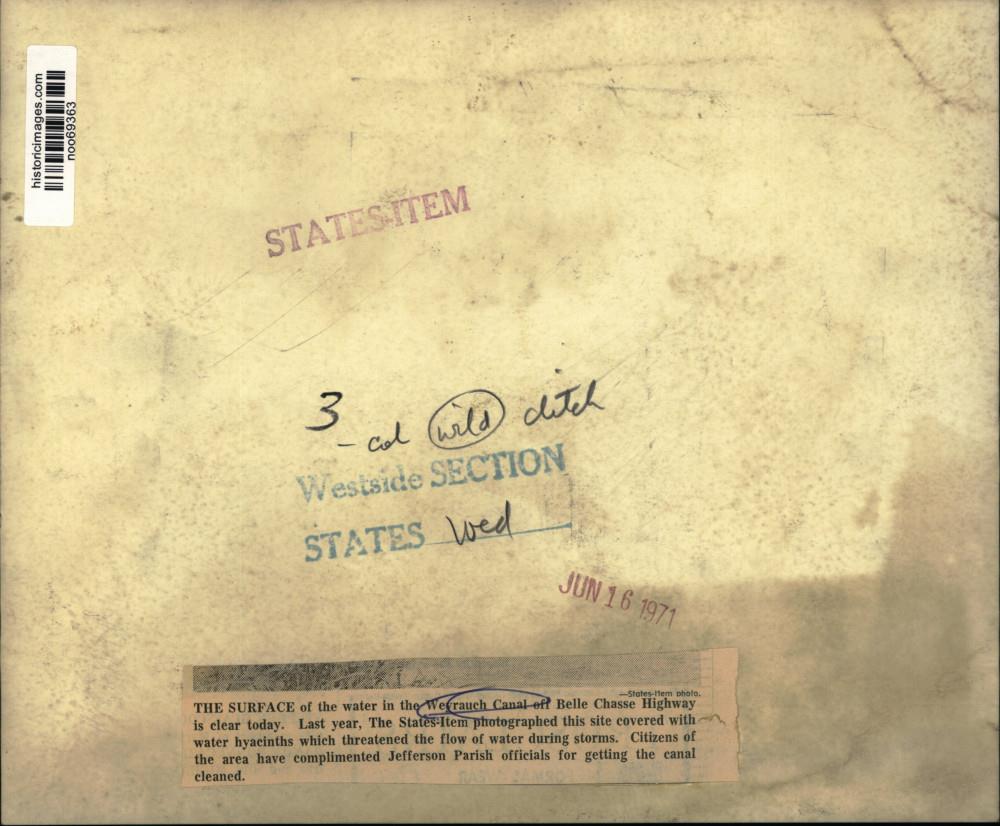 historicimages.com
noo69363
STATES-ITEM
3 - col wild ditch
Westside SECTION
STATES Wed
JUN 16 1971
—States-Item photo.
THE SURFACE of the water in the Weyrauch Canal off Belle Chasse Highway
is clear today. Last year, The States-Item photographed this site covered with
water hyacinths which threatened the flow of water during storms. Citizens of
the area have complimented Jefferson Parish officials for getting the canal
cleaned.